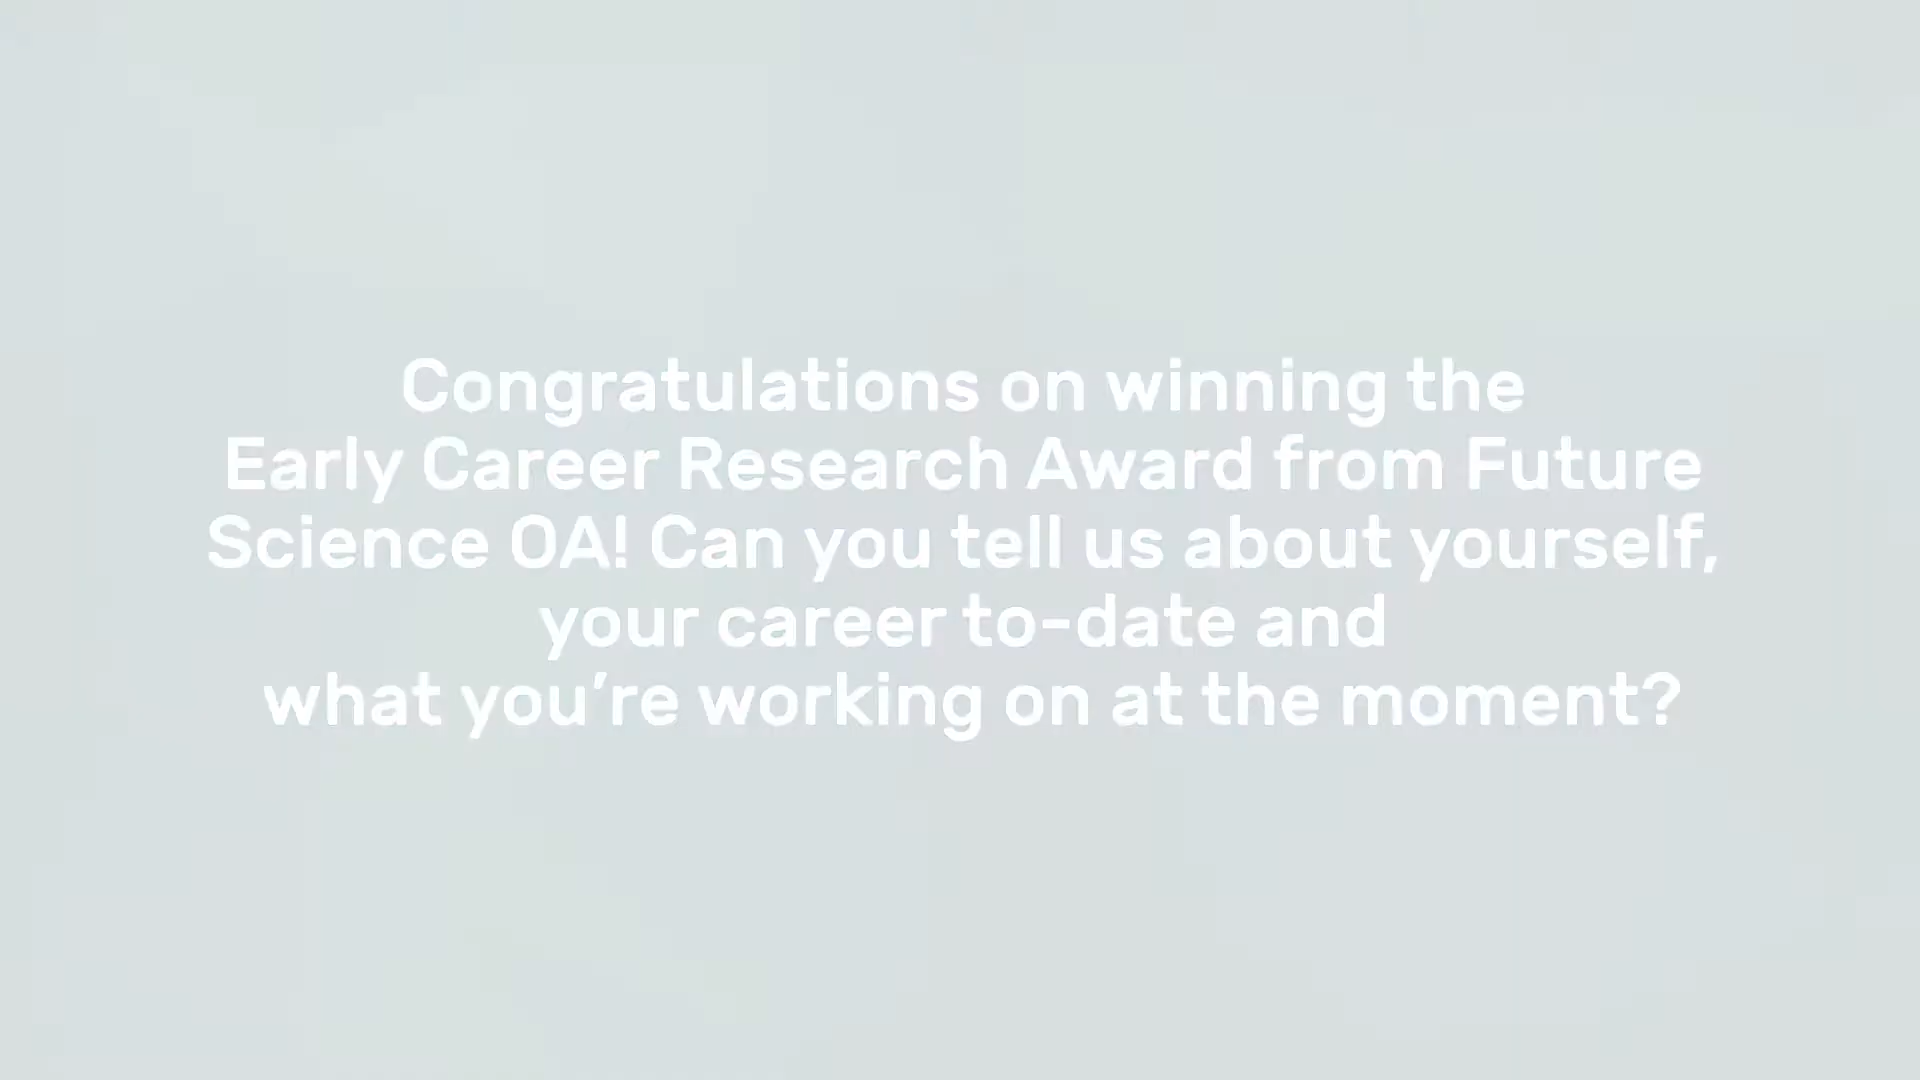 Congratulations on winning the
Early Career Research Award from Future
Science OA! Can you tell us about yourself,
your career to-date and
what you’re working on at the moment?